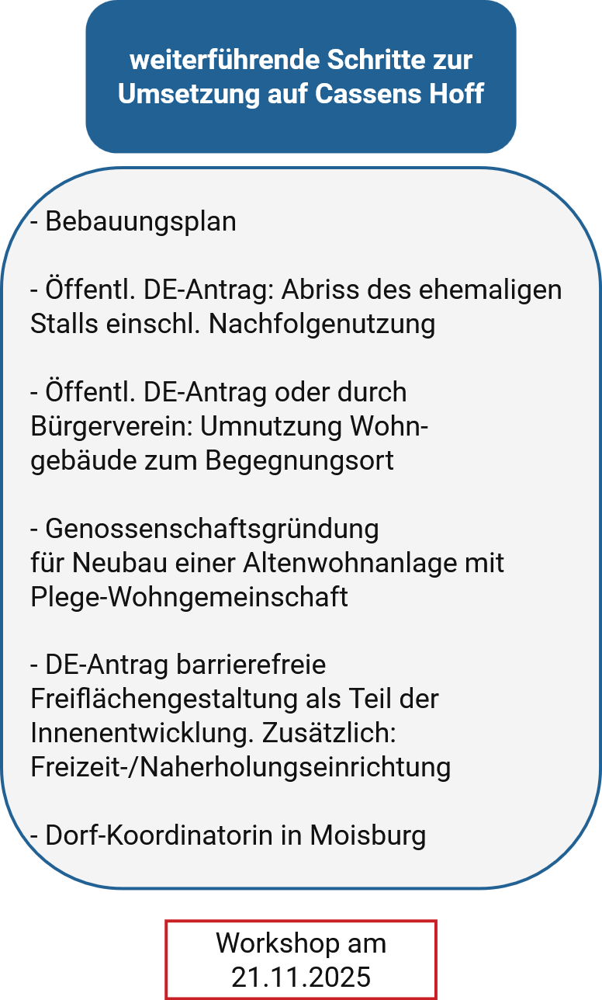 weiterführende Schritte zur
Umsetzung auf Cassens Hoff
- Bebauungsplan
- Öffentl. DE-Antrag: Abriss des ehemaligen
Stalls einschl. Nachfolgenutzung
- Öffentl. DE-Antrag oder durch
Bürgerverein: Umnutzung Wohn-
gebäude zum Begegnungsort
- Genossenschaftsgründung
für Neubau einer Altenwohnanlage mit
Plege-Wohngemeinschaft
- DE-Antrag barrierefreie
Freiflächengestaltung als Teil der
Innenentwicklung. Zusätzlich:
Freizeit-/Naherholungseinrichtung
- Dorf-Koordinatorin in Moisburg
Workshop am
21.11.2025